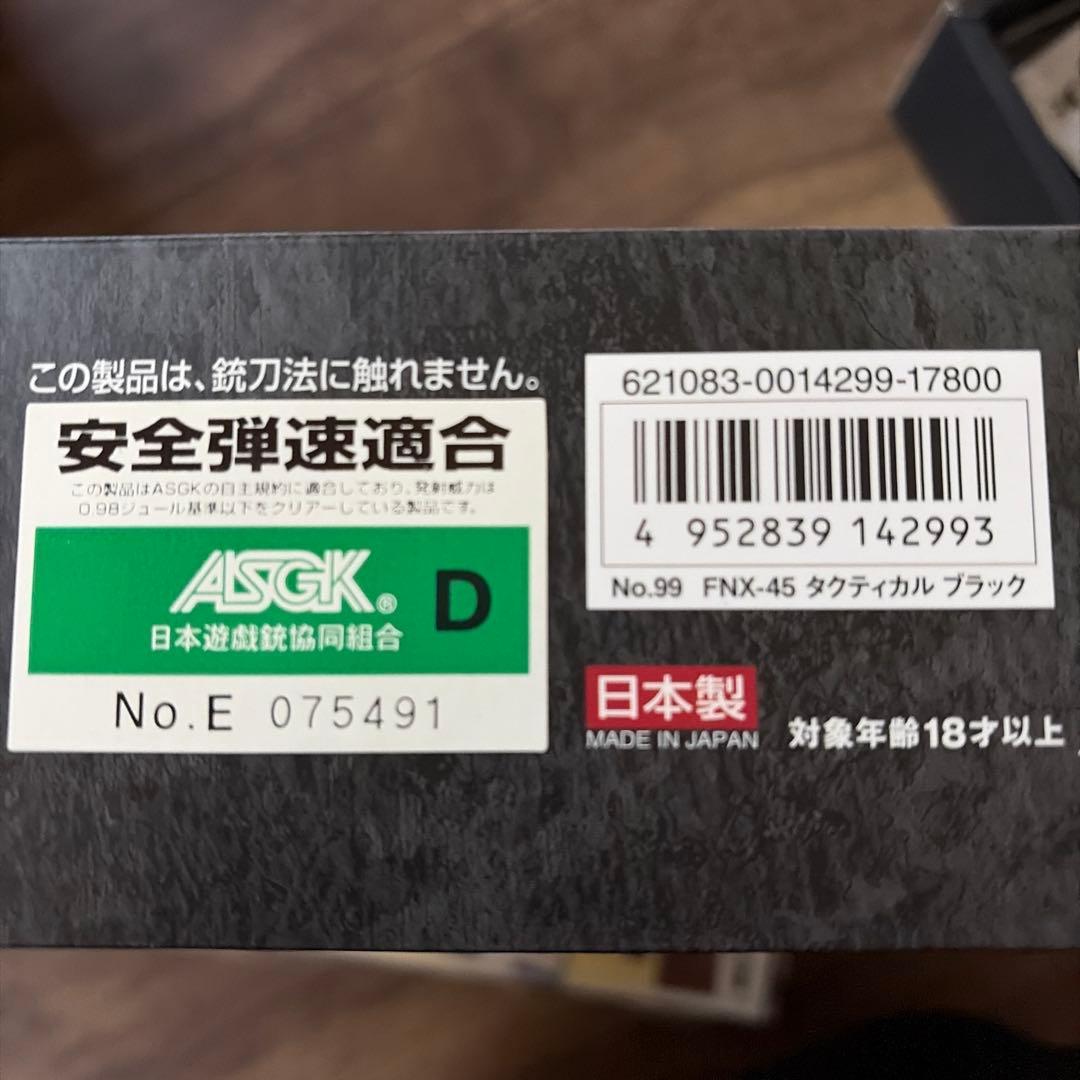 この製品は、銃刀法に触れません。
安全弾速適合
この製品はASGKの自主規約に適合しており、発射威力は
0.98ジュール基準以下をクリアーしている製品です。
ASGK®
D
日本遊戯銃協同組合
No.E 075491
621083-0014299-17800
4 952839 142993
No.99 FNX-45 タクティカル ブラック
日本製
MADE IN JAPAN
対象年齢18才以上